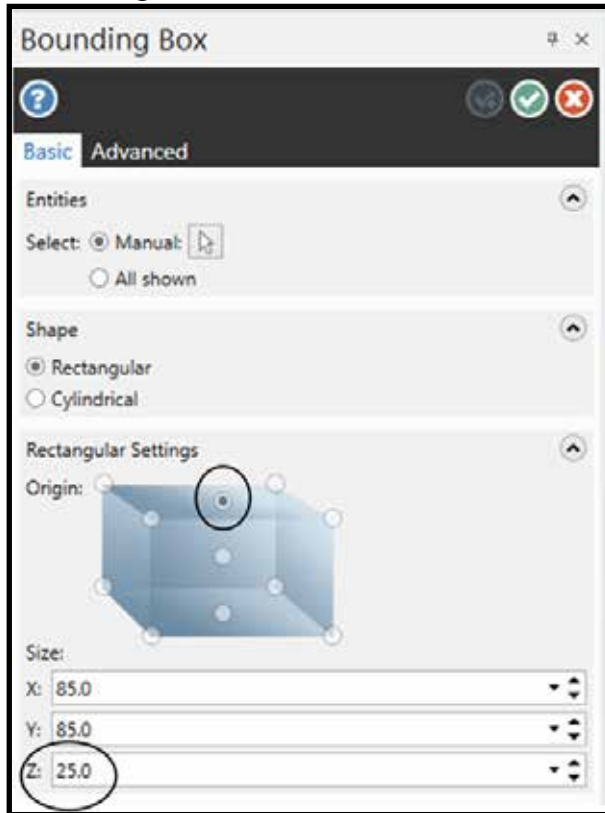 Bounding Box
Basic Advanced
Entities
Select: Manual:
All shown
Shape
Rectangular
Cylindrical
Rectangular Settings
Origin:
Size:
X: 85.0
Y: 85.0
Z: 25.0